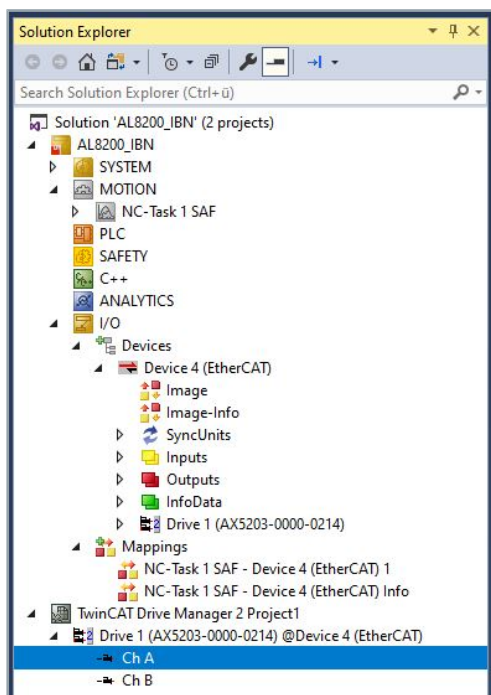 Solution Explorer
Search Solution Explorer (Ctrl+ü)
Solution 'AL8200_IBN' (2 projects)
AL8200_IBN
SYSTEM
MOTION
NC-Task 1 SAF
PLC
SAFETY
C++
ANALYTICS
I/O
Devices
Device 4 (EtherCAT)
Image
Image-Info
SyncUnits
Inputs
Outputs
InfoData
Drive 1 (AX5203-0000-0214)
Mappings
NC-Task 1 SAF - Device 4 (EtherCAT) 1
NC-Task 1 SAF - Device 4 (EtherCAT) Info
TwinCAT Drive Manager 2 Project1
Drive 1 (AX5203-0000-0214) @Device 4 (EtherCAT)
Ch A
Ch B